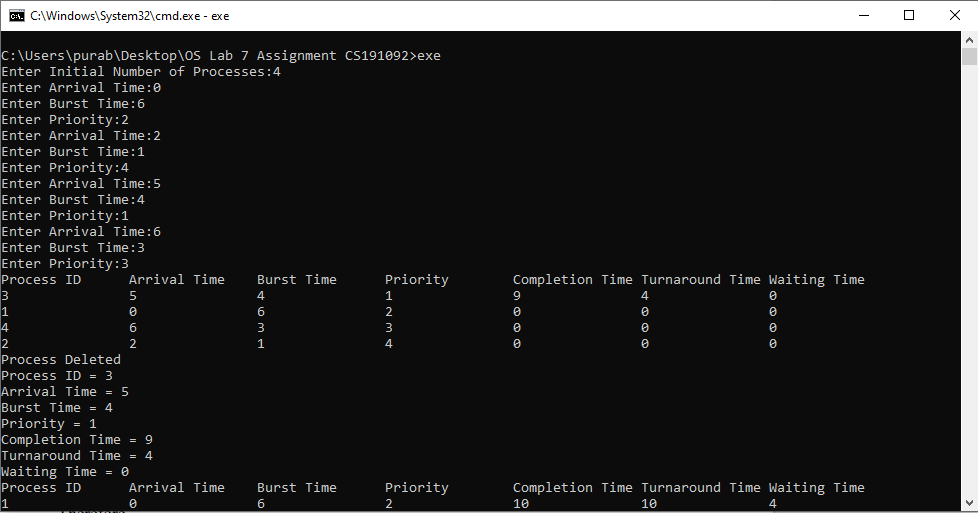 C:\Windows\System32\cmd.exe - exe
C:\Users\purab\Desktop\OS Lab 7 Assignment CS191092>exe
Enter Initial Number of Processes:4
Enter Arrival Time:0
Enter Burst Time:6
Enter Priority:2
Enter Arrival Time:2
Enter Burst Time:1
Enter Priority:4
Enter Arrival Time:5
Enter Burst Time:4
Enter Priority:1
Enter Arrival Time:6
Enter Burst Time:3
Enter Priority:3
Process ID Arrival Time Burst Time Priority Completion Time Turnaround Time Waiting Time
3 5 4 1 9 4 0
1 0 6 2 0 0 0
4 6 3 3 0 0 0
2 2 1 4 0 0 0
Process Deleted
Process ID = 3
Arrival Time = 5
Burst Time = 4
Priority = 1
Completion Time = 9
Turnaround Time = 4
Waiting Time = 0
Process ID Arrival Time Burst Time Priority Completion Time Turnaround Time Waiting Time
1 0 6 2 10 10 4